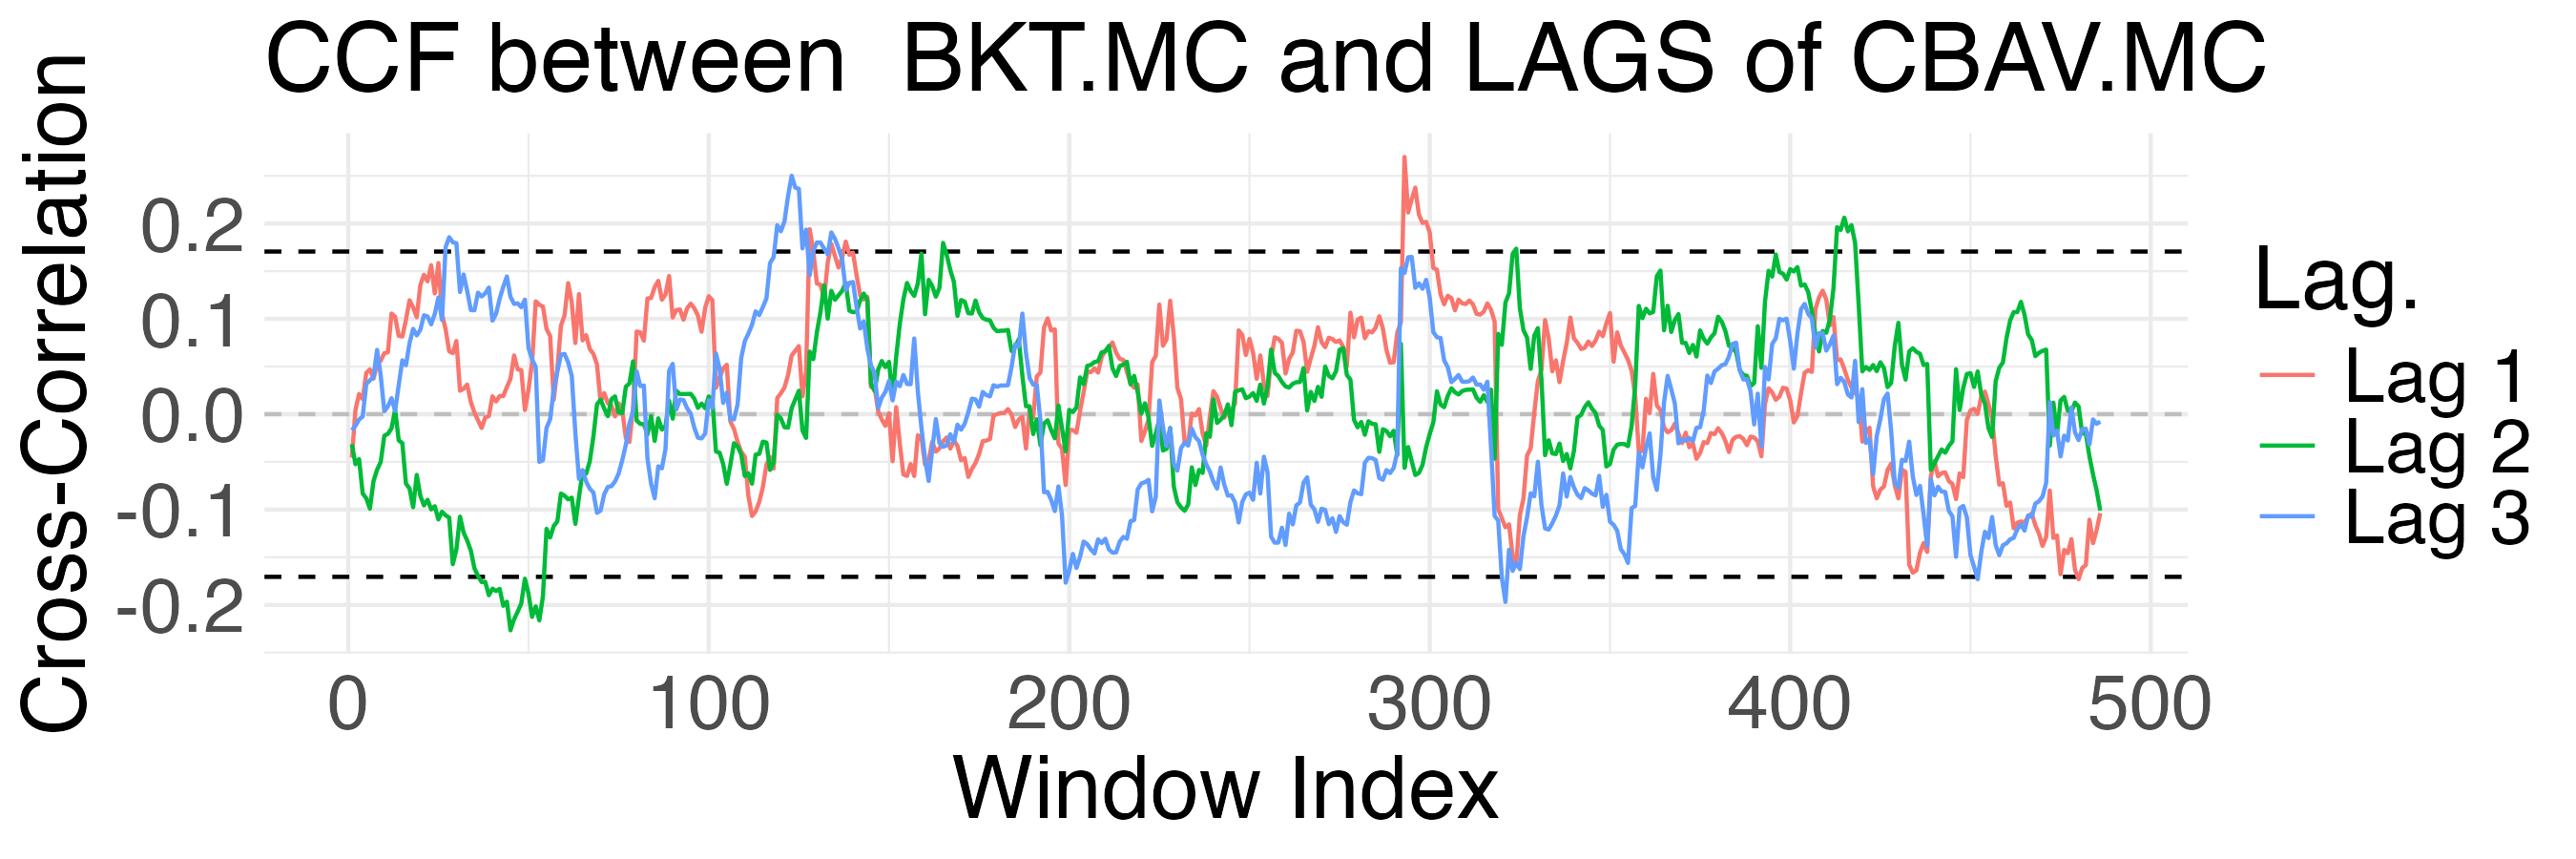 CCF between  BKT.MC and LAGS of CBAV.MC
Cross-Correlation
0.2
0.1
0.0
-0.1
-0.2
0 100 200 300 400 500
Window Index
Lag.
Lag 1
Lag 2
Lag 3